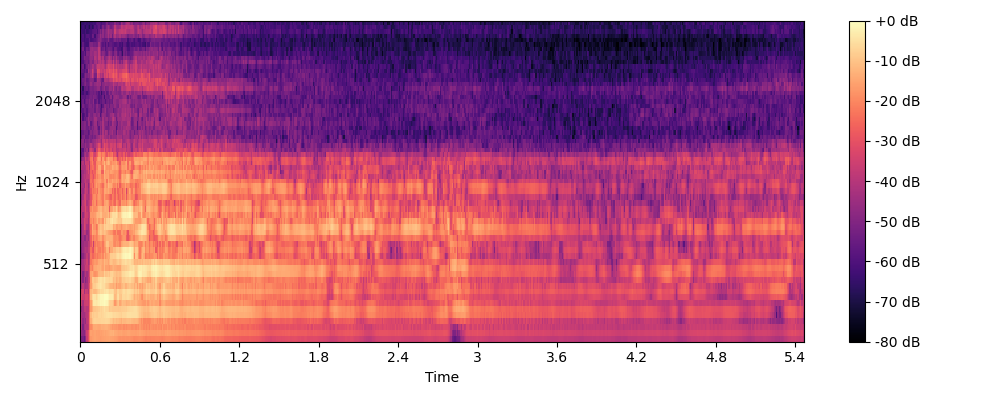 +0 dB
-10 dB
2048
-20 dB
-30 dB
Hz
1024
-40 dB
-50 dB
512
-60 dB
-70 dB
-80 dB
0 0.6 1.2 1.8 2.4 3 3.6 4.2 4.8 5.4
Time